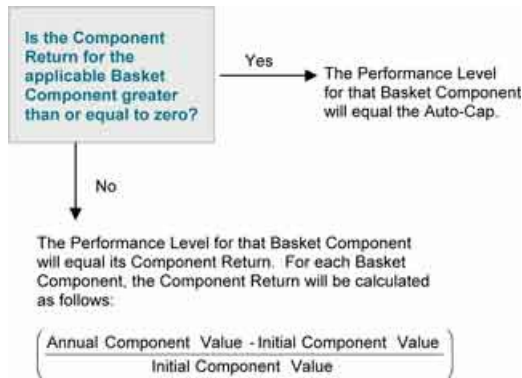 Is the Component
Return for the
applicable Basket
Component greater
than or equal to zero?
Yes
The Performance Level
for that Basket Component
will equal the Auto-Cap.
No
The Performance Level for that Basket Component
will equal its Component Return. For each Basket
Component, the Component Return will be calculated
as follows:
Annual Component Value - Initial Component Value
Initial Component Value